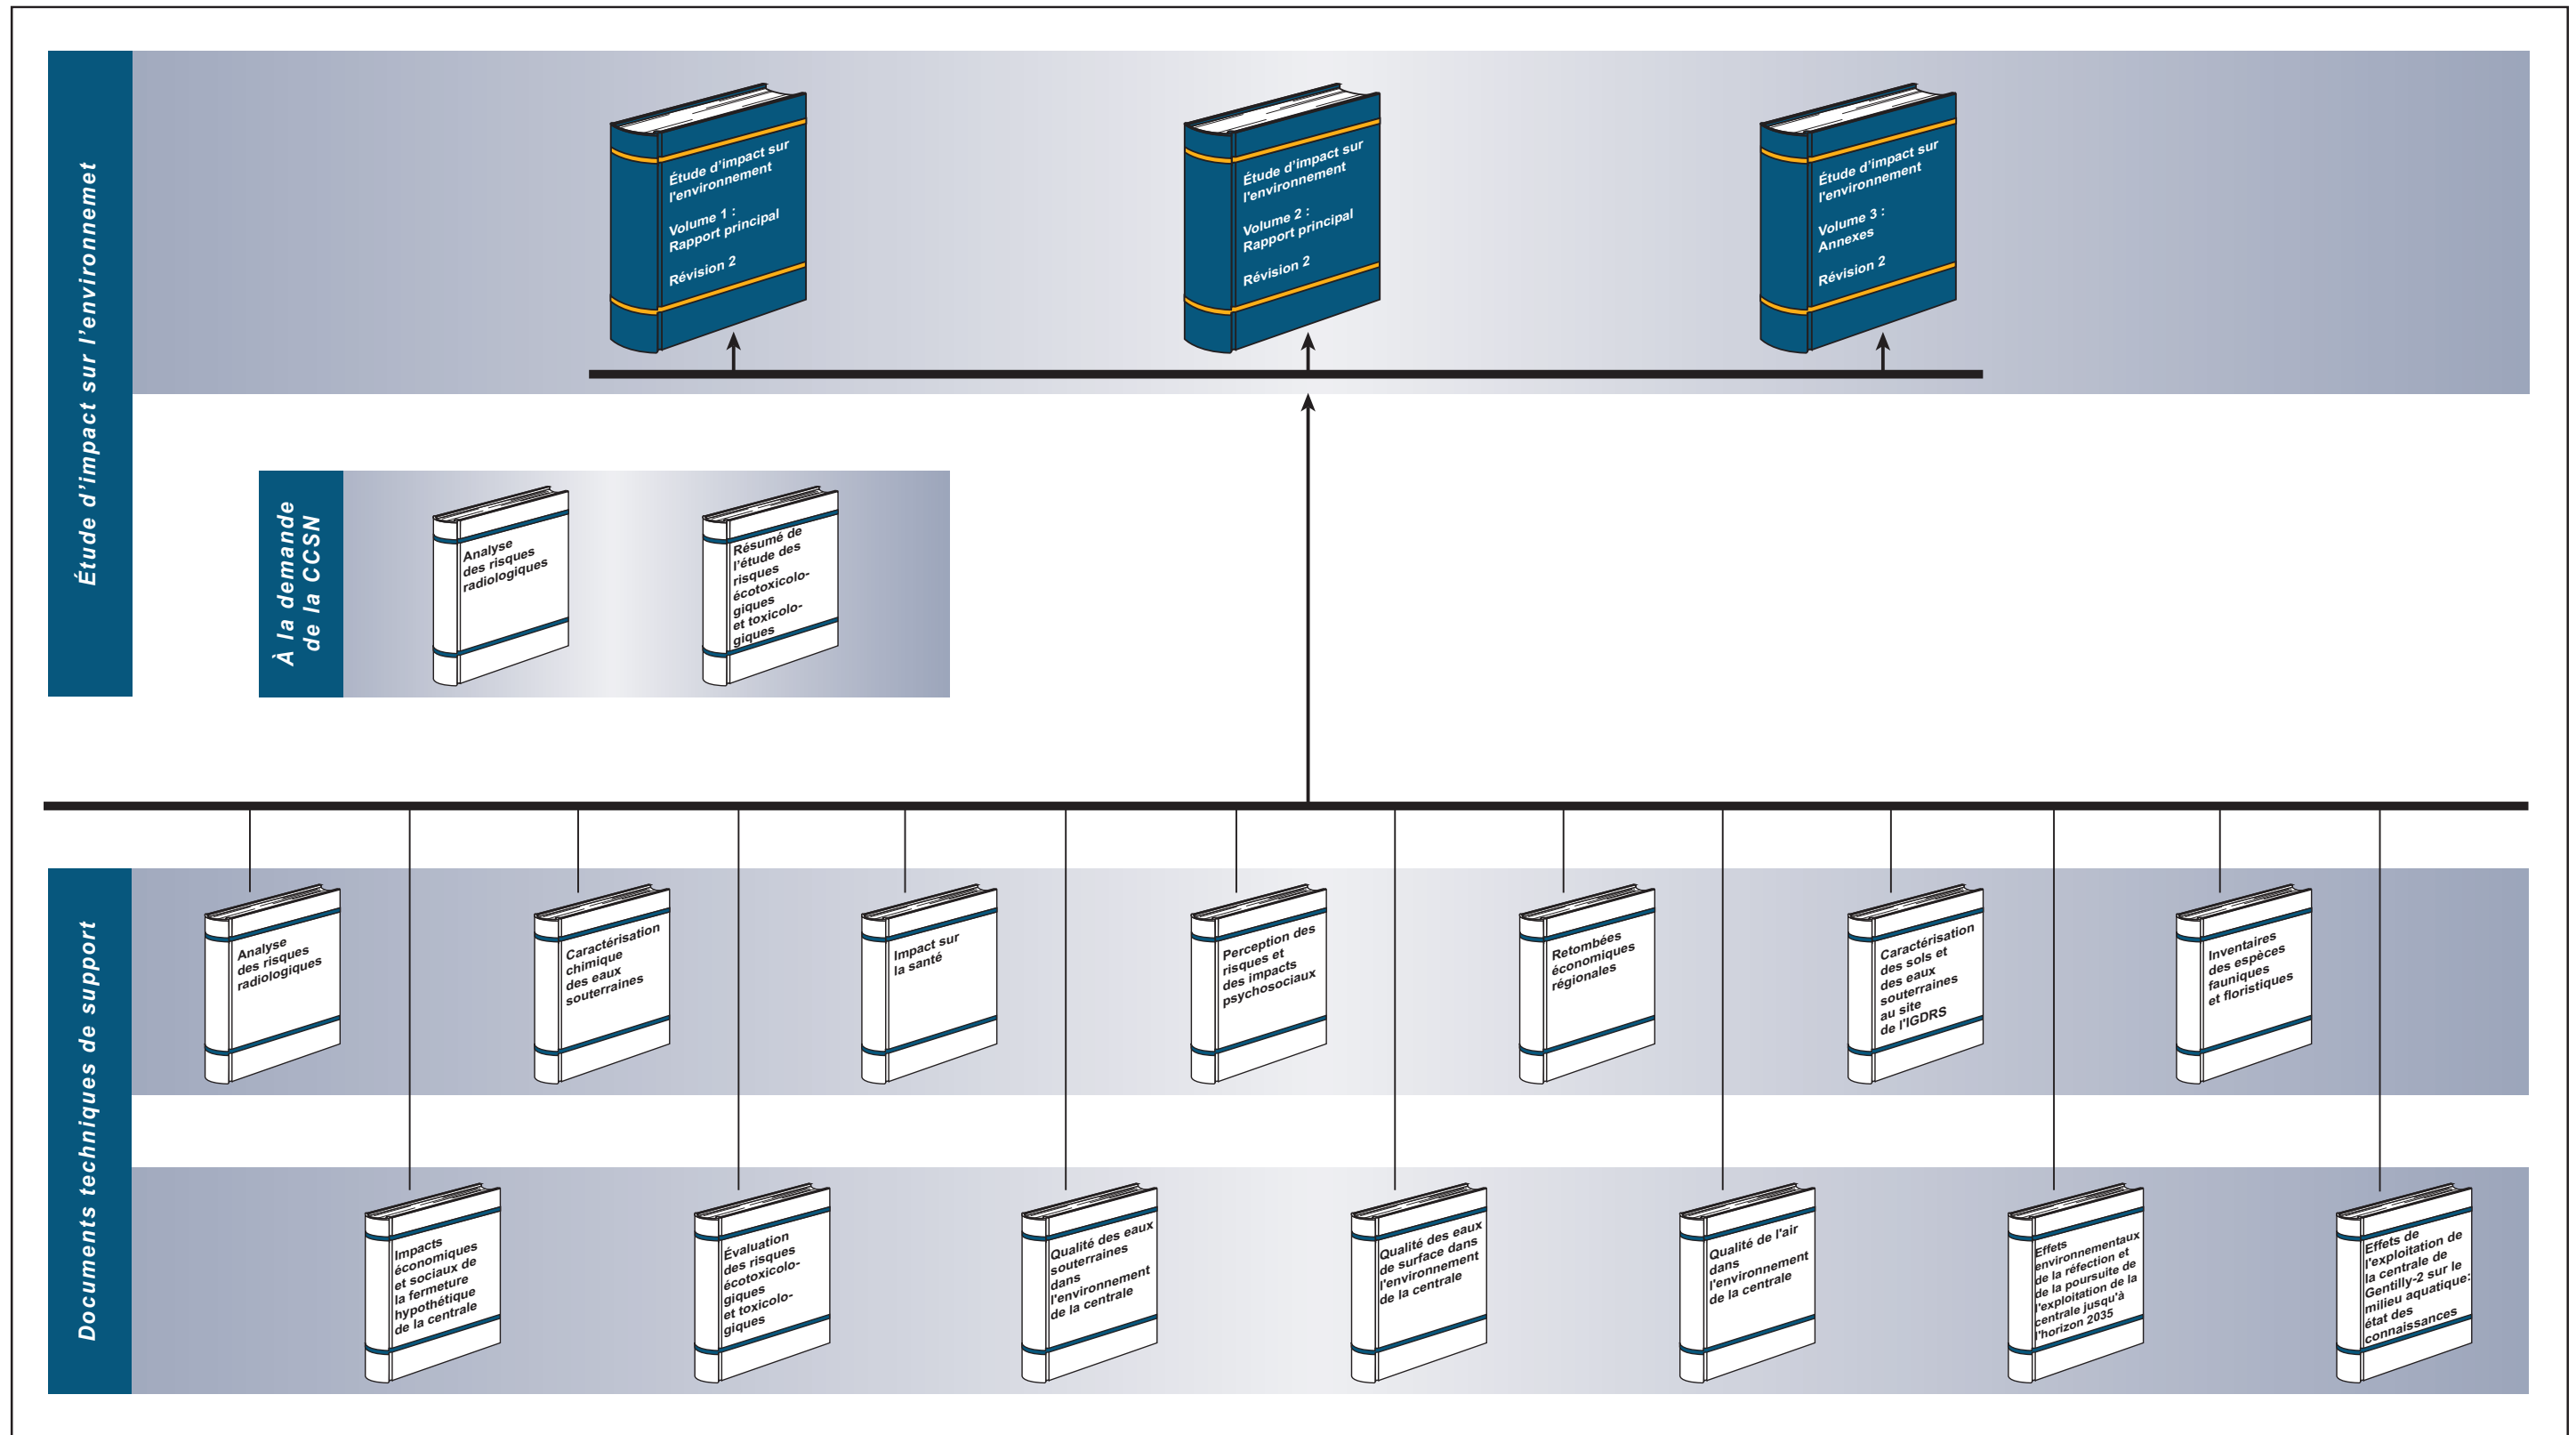 Étude d'impact sur l'environnemet
Étude d'impact sur
l'environnement
Volume 1 :
Rapport principal
Révision 2
Étude d'impact sur
l'environnement
Volume 2 :
Rapport principal
Révision 2
Étude d'impact sur
l'environnement
Volume 3 :
Annexes
Révision 2
À la demande
de la CCSN
Analyse
des risques
radiologiques
Résumé de
l'étude des
risques
écotoxicolo-
giques
et toxicolo-
giques
Documents techniques de support
Analyse
des risques
radiologiques
Caractérisation
chimique
des eaux
souterraines
Impact sur
la santé
Perception des
risques et
des impacts
psychosociaux
Retombées
économiques
régionales
Caractérisation
des sols et
des eaux
souterraines
au site
de l'IGDRS
Inventaires
des espèces
fauniques
et floristiques
Impacts
économiques
et sociaux de
la fermeture
hypothétique
de la centrale
Évaluation
des risques
écotoxicolo-
giques
et toxicolo-
giques
Qualité des eaux
souterraines
dans
l'environnement
de la centrale
Qualité des eaux
de surface dans
l'environnement
de la centrale
Qualité de l'air
dans
l'environnement
de la centrale
Effets
environnementaux
de la réfection et
de la poursuite de
l'exploitation de la
centrale jusqu'à
l'horizon 2035
Effets de
l'exploitation de
la centrale de
Gentilly-2 sur le
milieu aquatique:
état des
connaissances